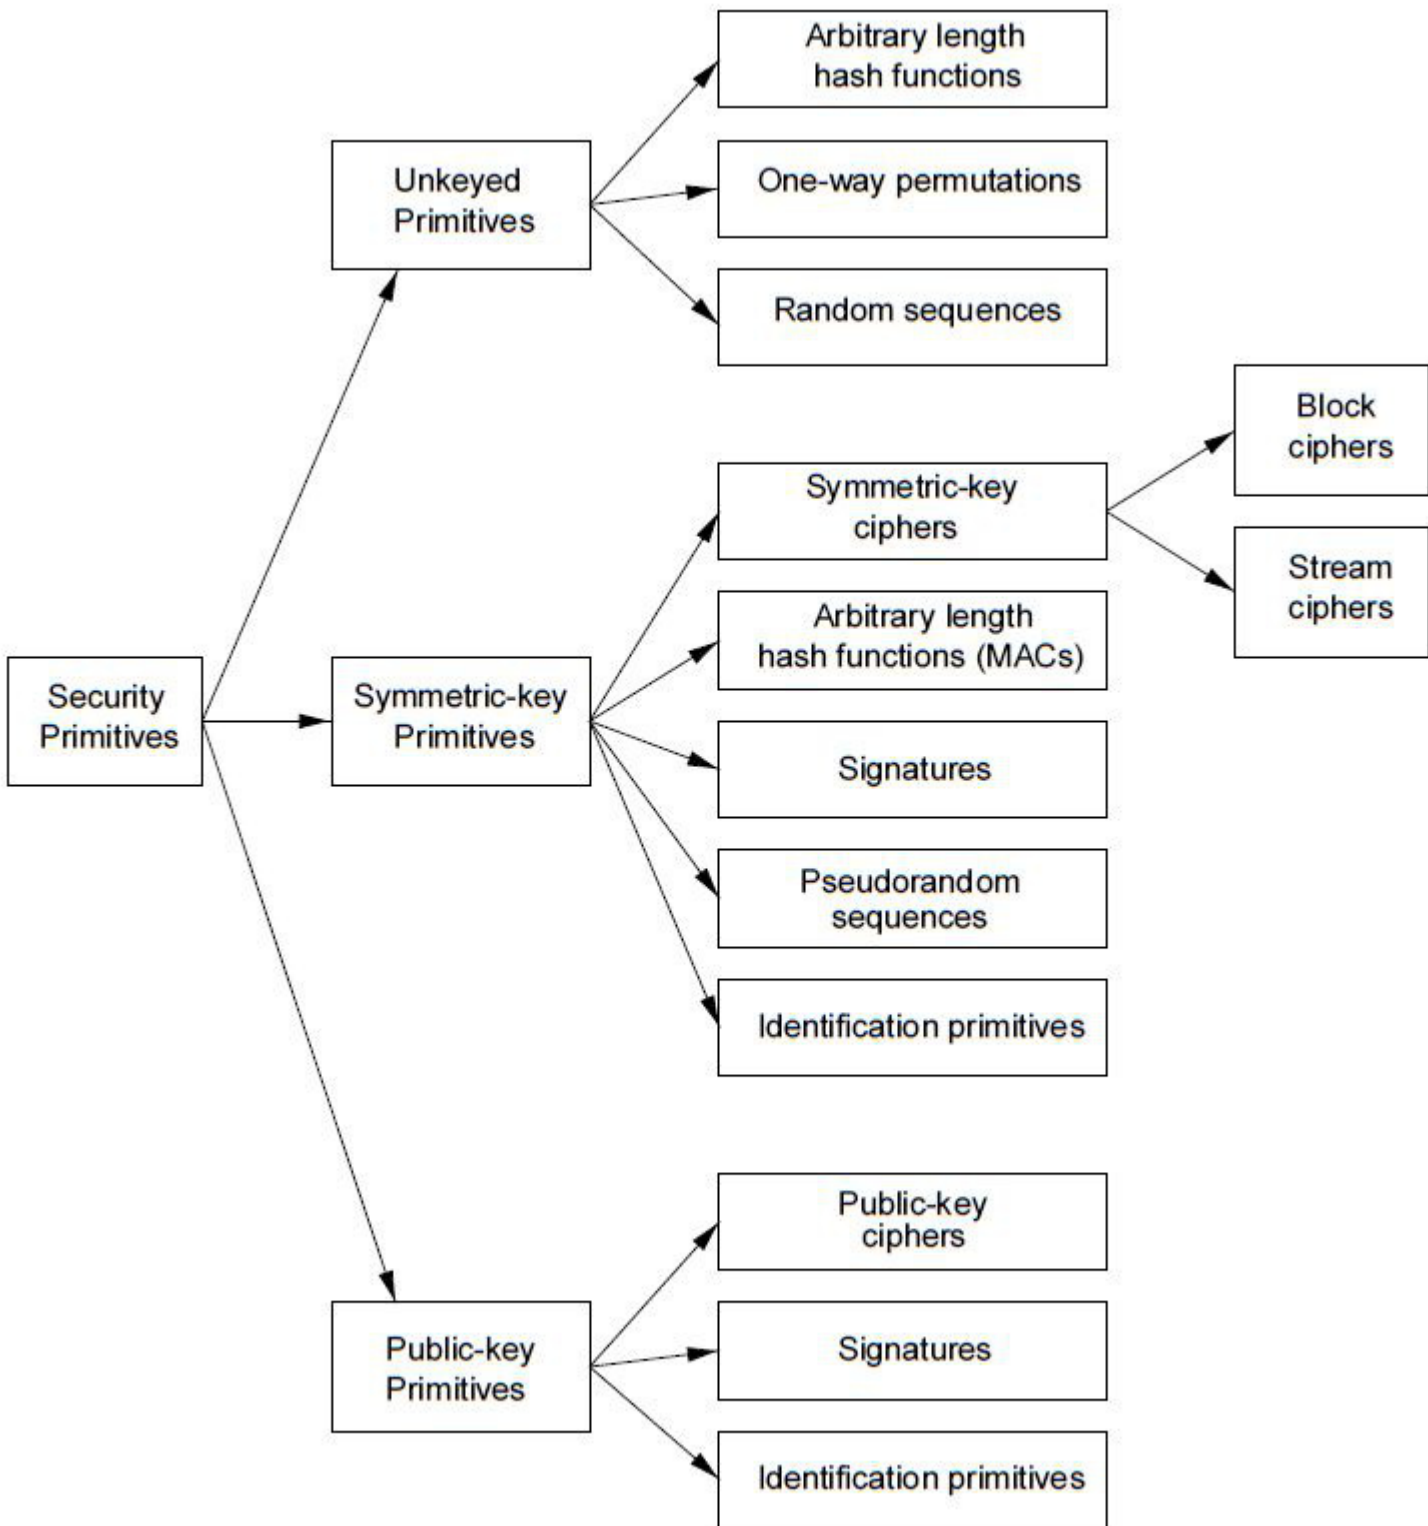 Arbitrary length
hash functions
Unkeyed
Primitives
One-way permutations
Random sequences
Block
ciphers
Symmetric-key
ciphers
Stream
ciphers
Arbitrary length
hash functions (MACs)
Security
Primitives
Symmetric-key
Primitives
Signatures
Pseudorandom
sequences
Identification primitives
Public-key
ciphers
Public-key
Primitives
Signatures
Identification primitives